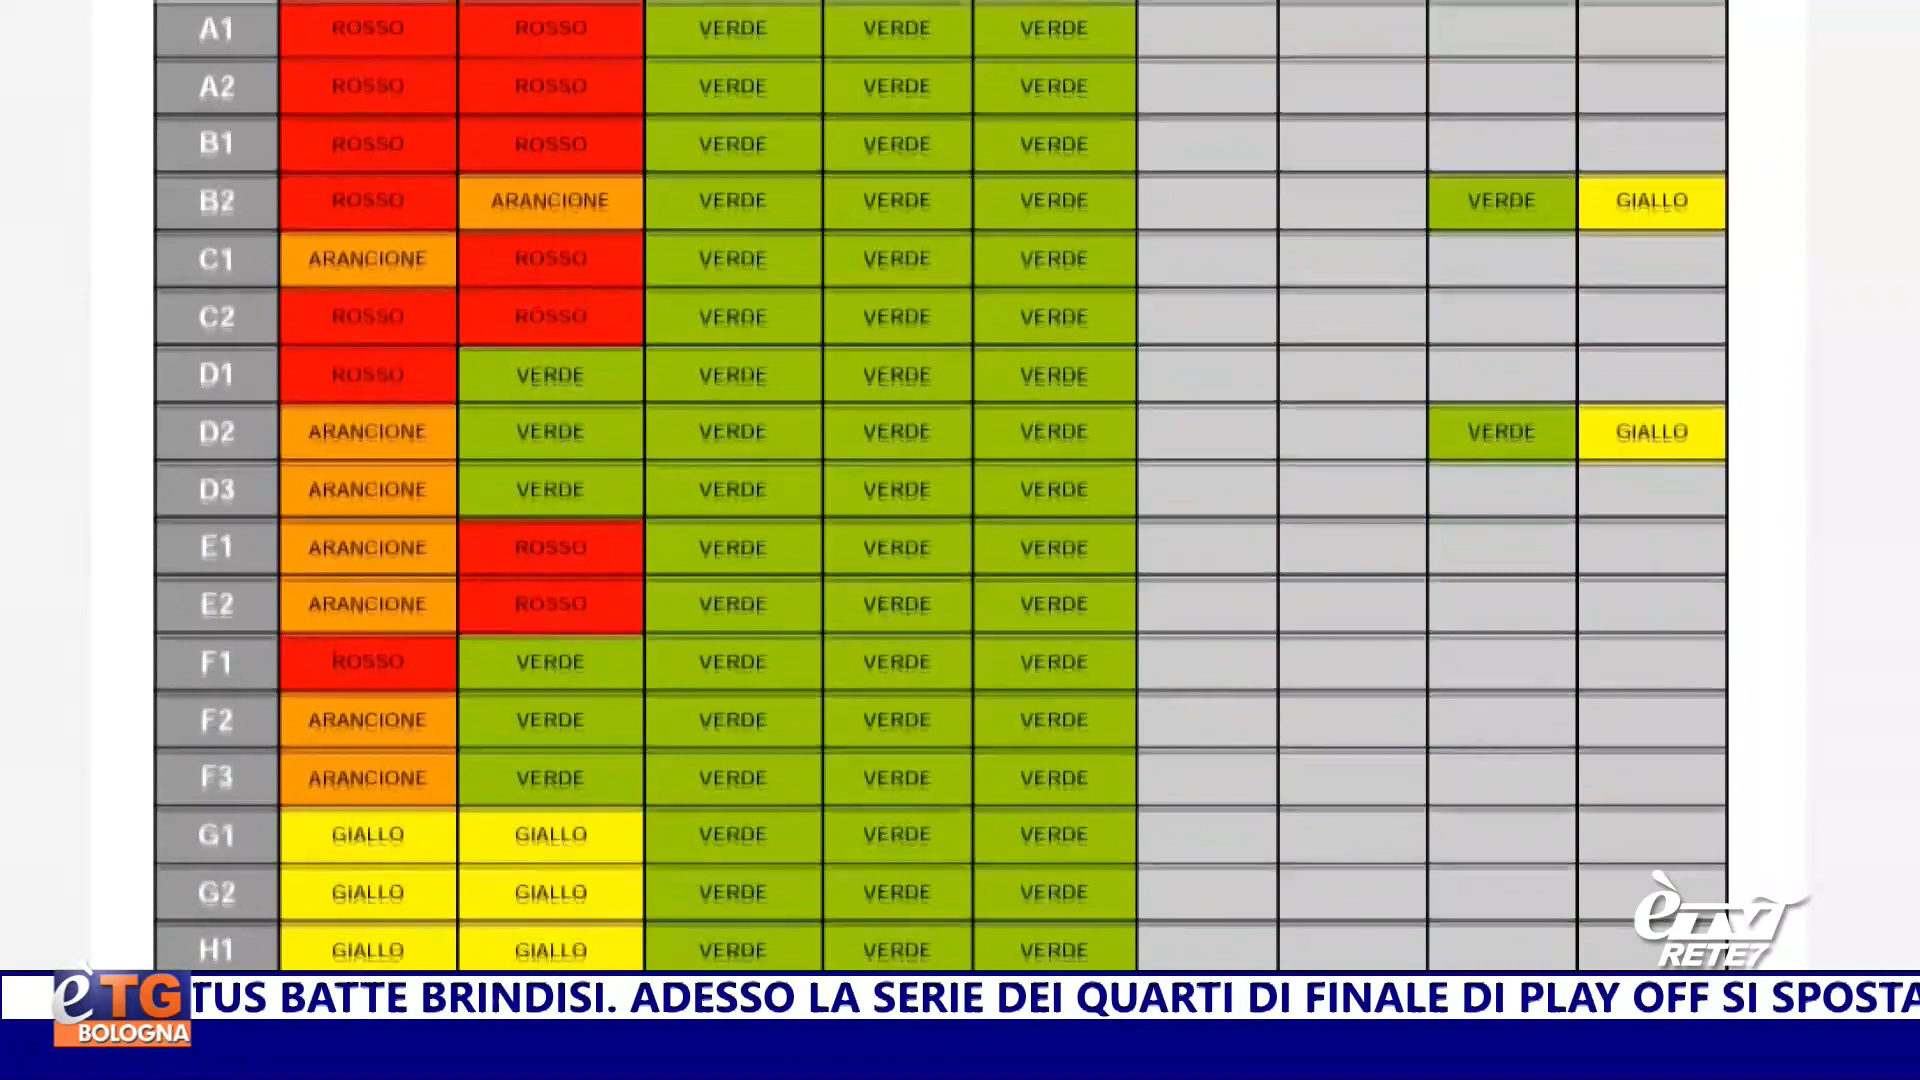 A1 ROSSO ROSSO VERDE VERDE VERDE
A2 ROSSO ROSSO VERDE VERDE VERDE
B1 ROSSO ROSSO VERDE VERDE VERDE
B2 ROSSO ARANCIONE VERDE VERDE VERDE VERDE GIALLO
C1 ARANCIONE ROSSO VERDE VERDE VERDE
C2 ROSSO ROSSO VERDE VERDE VERDE
D1 ROSSO VERDE VERDE VERDE VERDE
D2 ARANCIONE VERDE VERDE VERDE VERDE VERDE GIALLO
D3 ARANCIONE VERDE VERDE VERDE VERDE
E1 ARANCIONE ROSSO VERDE VERDE VERDE
E2 ARANCIONE ROSSO VERDE VERDE VERDE
F1 ROSSO VERDE VERDE VERDE VERDE
F2 ARANCIONE VERDE VERDE VERDE VERDE
F3 ARANCIONE VERDE VERDE VERDE VERDE
G1 GIALLO GIALLO VERDE VERDE VERDE
G2 GIALLO GIALLO VERDE VERDE VERDE
H1 GIALLO GIALLO VERDE VERDE VERDE
è LIVE
RETE7
è TG
BOLOGNA
TUS BATTE BRINDISI. ADESSO LA SERIE DEI QUARTI DI FINALE DI PLAY OFF SI SPOSTA